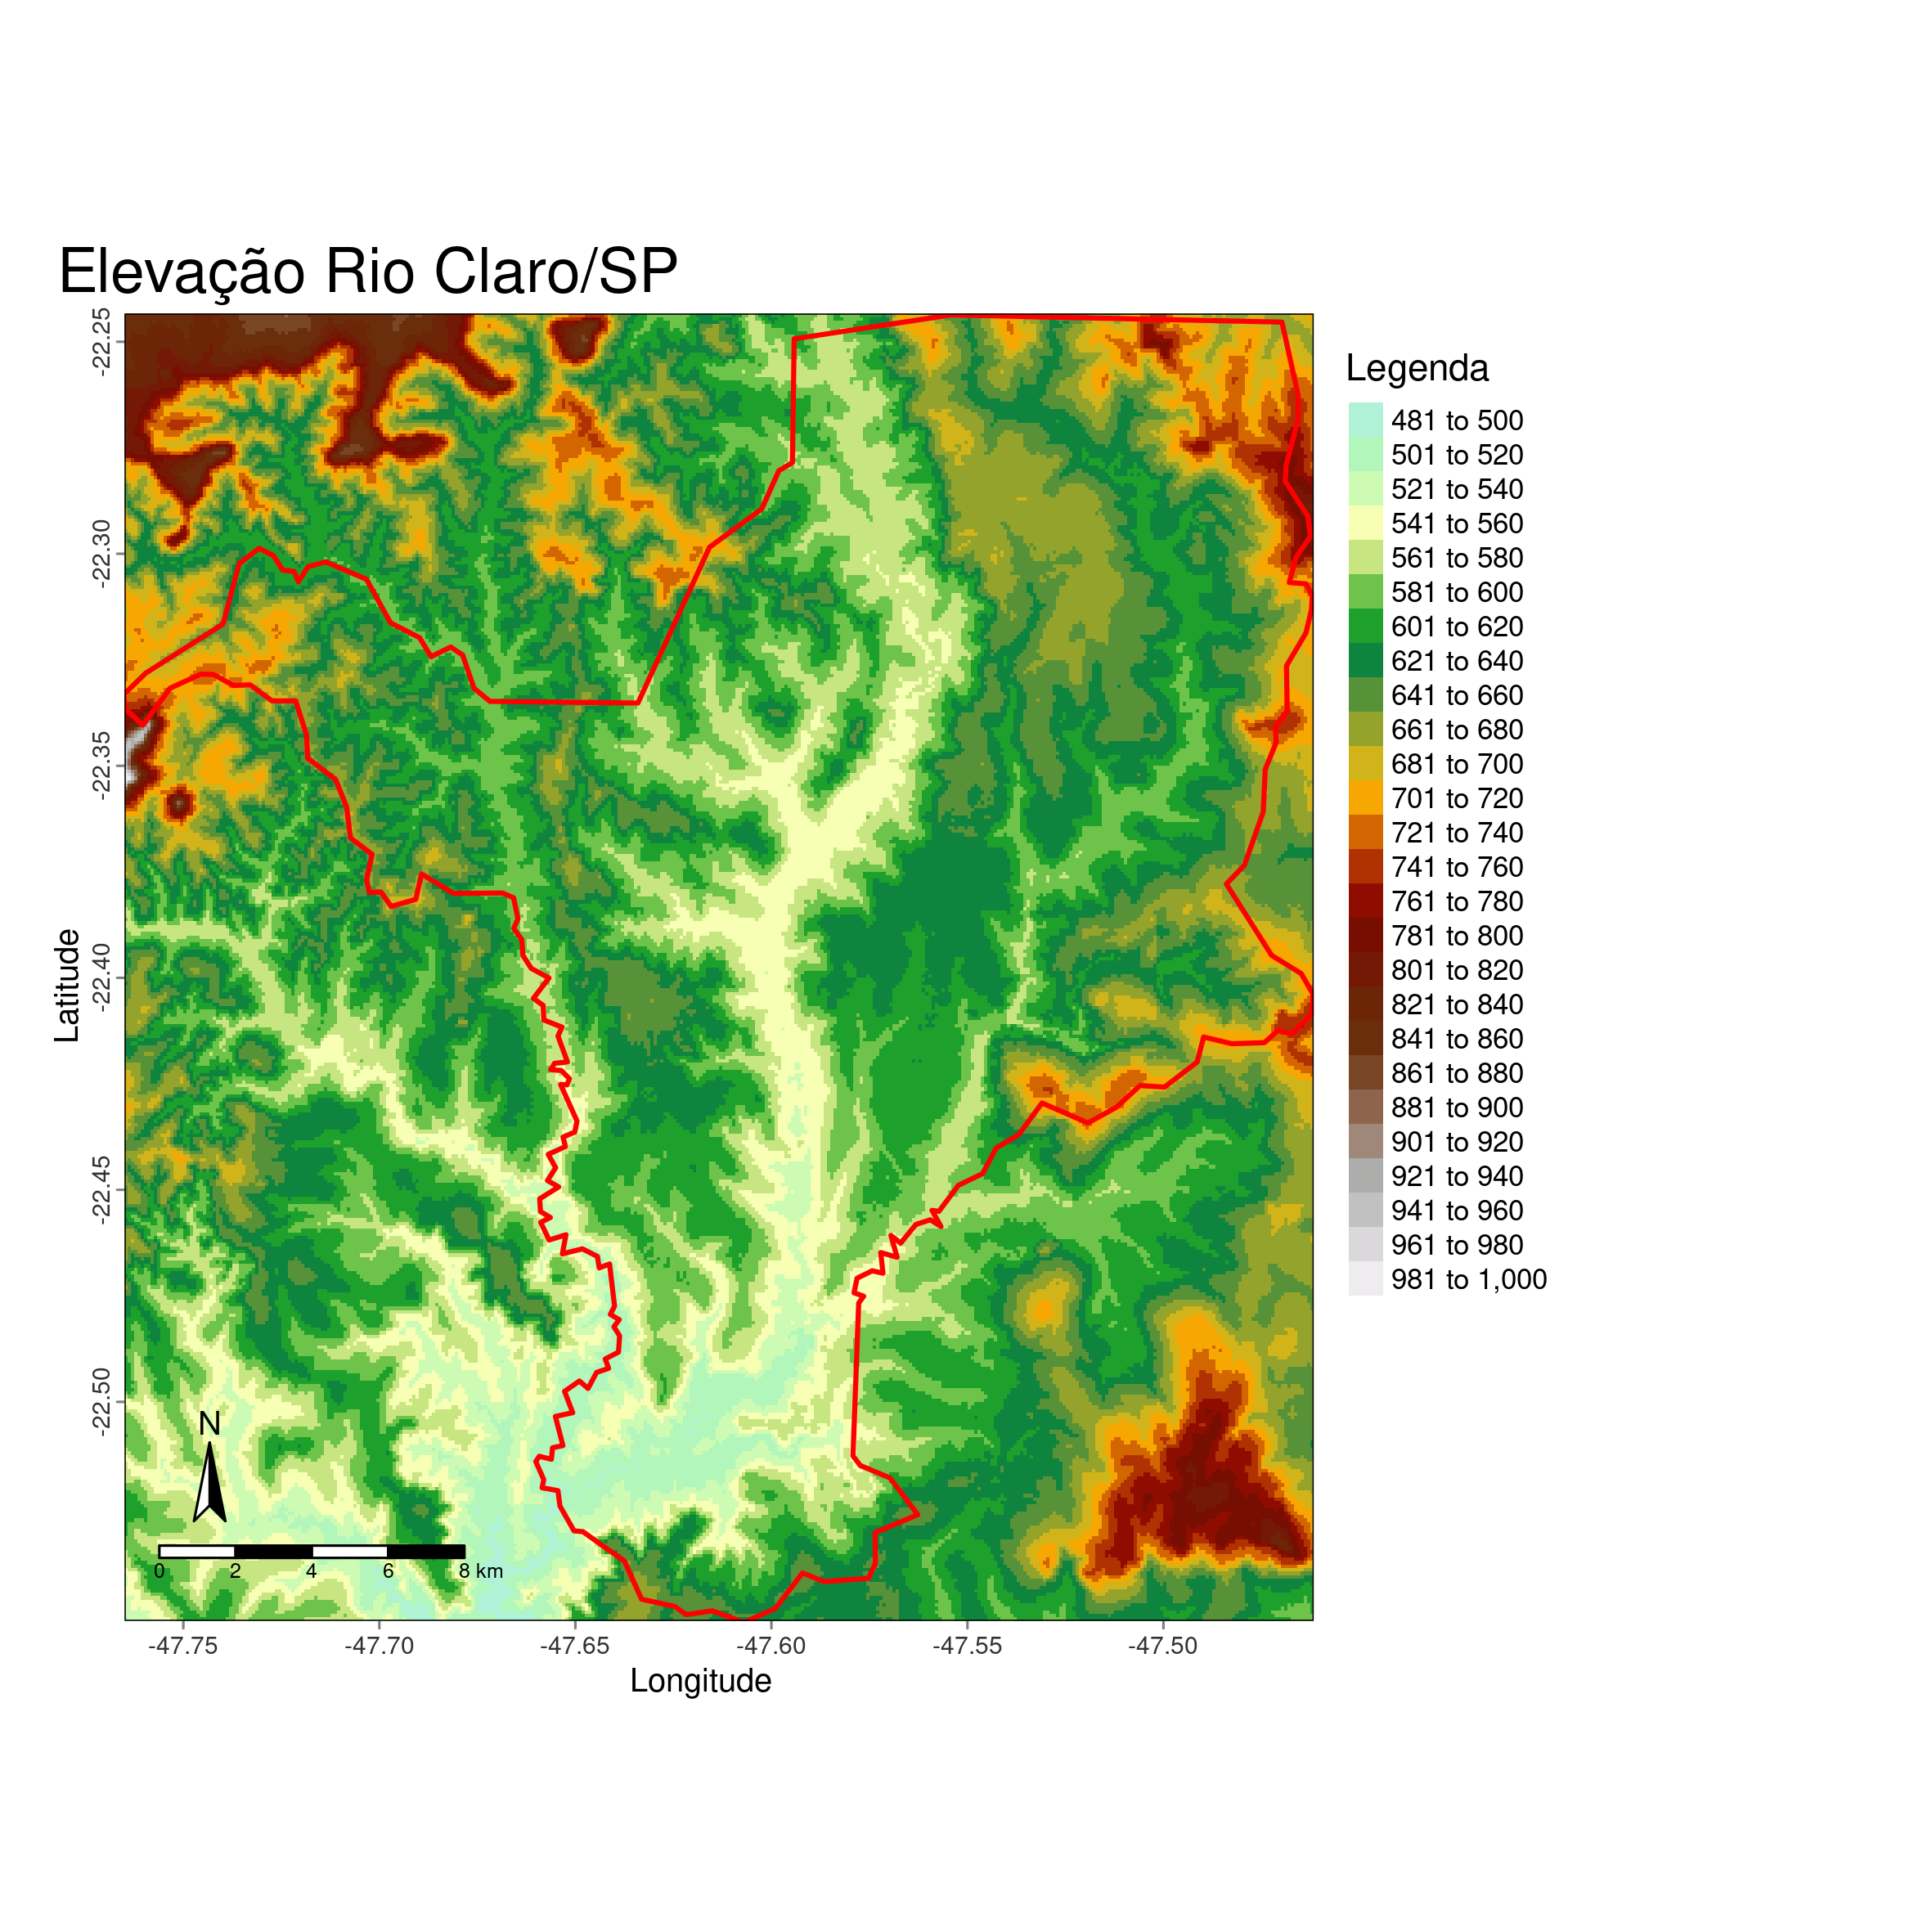 Elevação Rio Claro/SP
-22.25
-22.30
-22.35
-22.40
-22.45
-22.50
Latitude
N
0 2 4 6 8 km
-47.75 -47.70 -47.65 -47.60 -47.55 -47.50
Longitude
Legenda
481 to 500
501 to 520
521 to 540
541 to 560
561 to 580
581 to 600
601 to 620
621 to 640
641 to 660
661 to 680
681 to 700
701 to 720
721 to 740
741 to 760
761 to 780
781 to 800
801 to 820
821 to 840
841 to 860
861 to 880
881 to 900
901 to 920
921 to 940
941 to 960
961 to 980
981 to 1,000